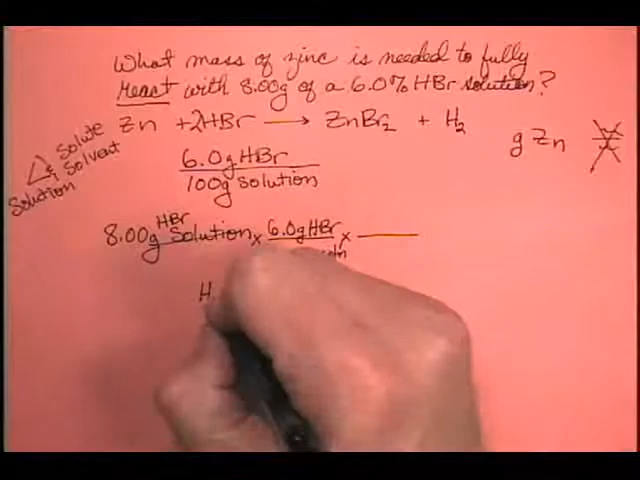 What mass of zinc is needed to fully
react with 8.00g of a 6.0% HBr solution?
Zn + 2HBr → ZnBr2 + H2
Solute
Solvent
Solution
g Zn
6.0g HBr
100g solution
8.00g HBr Solution x 6.0g HBr x
H